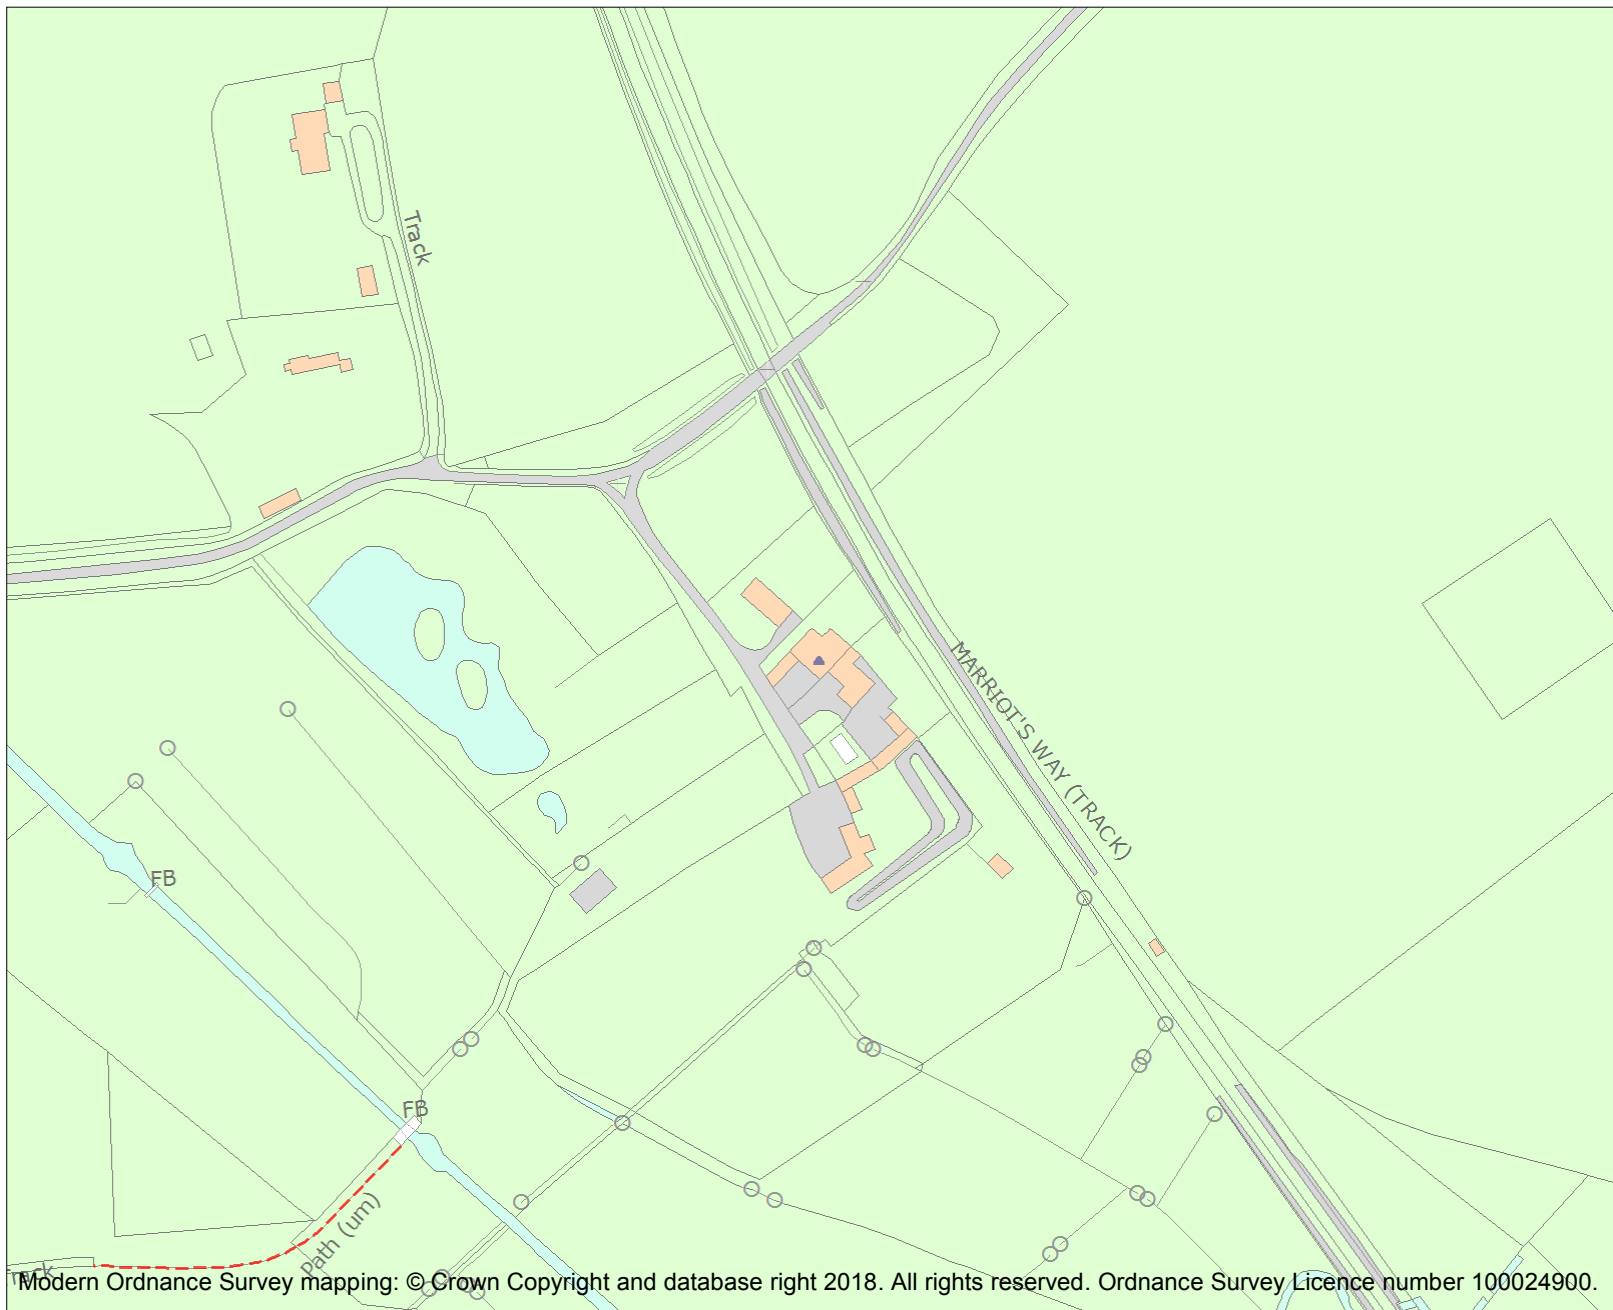 Track
MARRIOT'S WAY (TRACK)
FB
FB
Path (um)
Track
Modern Ordnance Survey mapping: © Crown Copyright and database right 2018. All rights reserved. Ordnance Survey Licence number 100024900.